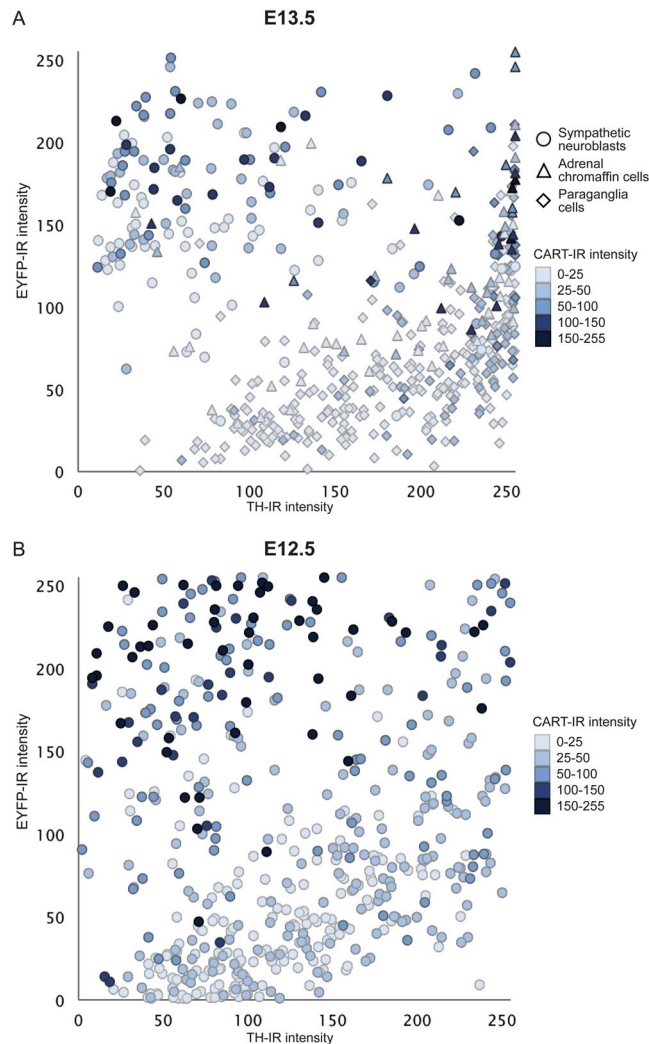 A
E13.5
250
200
150
100
50
0
EYFP-IR intensity
0 50 100 150 200 250
TH-IR intensity
Sympathetic
neuroblasts
Adrenal
chromaffin cells
Paraganglia
cells
CART-IR intensity
0-25
25-50
50-100
100-150
150-255
B
E12.5
250
200
150
100
50
0
EYFP-IR intensity
0 50 100 150 200 250
TH-IR intensity
CART-IR intensity
0-25
25-50
50-100
100-150
150-255